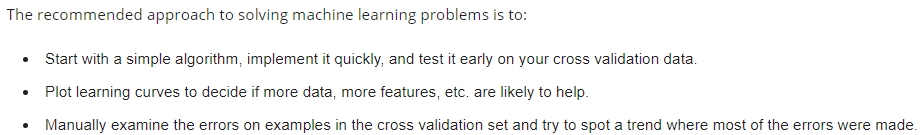 The recommended approach to solving machine learning problems is to:
• Start with a simple algorithm, implement it quickly, and test it early on your cross validation data.
• Plot learning curves to decide if more data, more features, etc. are likely to help.
• Manually examine the errors on examples in the cross validation set and try to spot a trend where most of the errors were made.